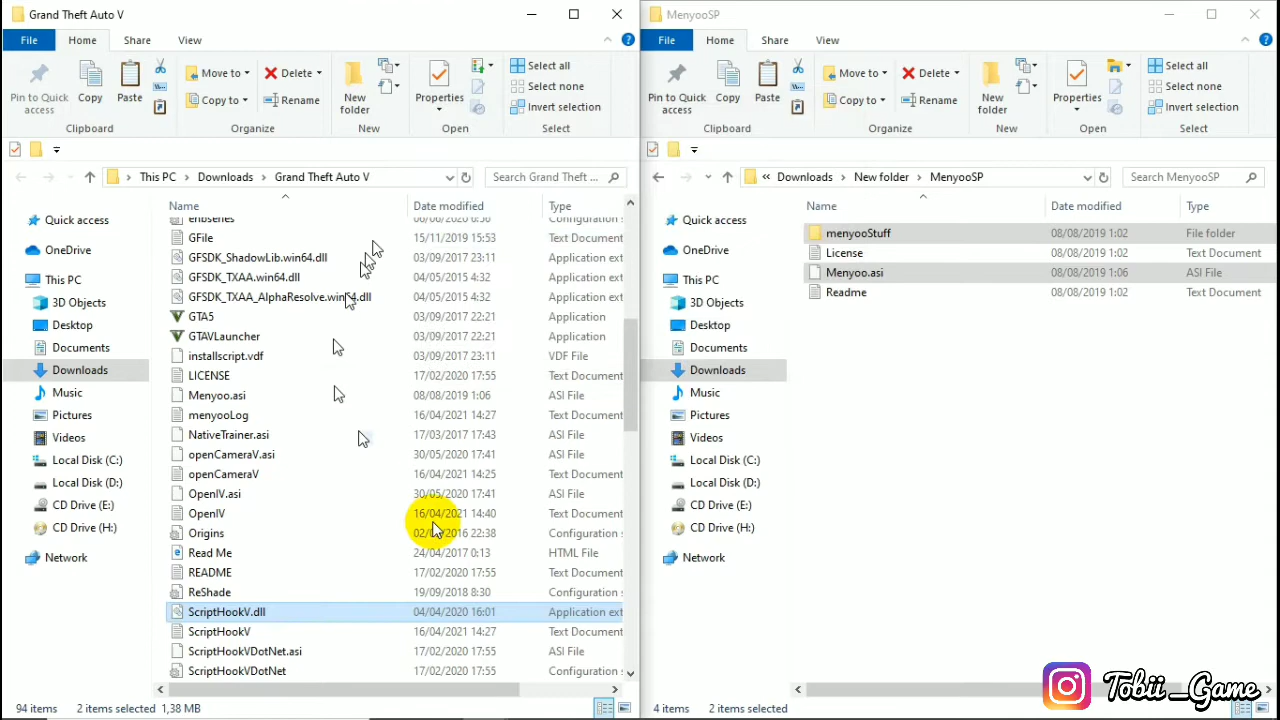 Grand Theft Auto V
File Home Share View
Pin to Quick access
Copy
Paste
Move to
Copy to
Delete
Rename
New folder
Properties
Select all
Select none
Invert selection
Clipboard Organize New Open Select
This PC Downloads Grand Theft Auto V
Search Grand Theft ...
Name Date modified Type
Quick access
OneDrive
This PC
3D Objects
Desktop
Documents
Downloads
Music
Pictures
Videos
Local Disk (C:)
Local Disk (D:)
CD Drive (E:)
CD Drive (H:)
Network
enbseries Configuration s
GFile 15/11/2019 15:53 Text Document
GFSDK_ShadowLib.win64.dll 03/09/2017 23:11 Application ext
GFSDK_TXAA.win64.dll 04/05/2015 4:32 Application ext
GFSDK_TXAA_AlphaResolve.win64.dll 04/05/2015 4:32 Application ext
GTA5 03/09/2017 22:21 Application
GTAVLauncher 03/09/2017 22:21 Application
installscript.vdf 03/09/2017 23:11 VDF File
LICENSE 17/02/2020 17:55 Text Document
Menyoo.asi 08/08/2019 1:06 ASI File
menyooLog 16/04/2021 14:27 Text Document
NativeTrainer.asi 17/03/2017 17:43 ASI File
openCameraV.asi 30/05/2020 17:41 ASI File
openCameraV 16/04/2021 14:25 Text Document
OpenIV.asi 30/05/2020 17:41 ASI File
OpenIV 16/04/2021 14:40 Text Document
Origins 2016 22:38 Configuration s
Read Me 24/04/2017 0:13 HTML File
README 17/02/2020 17:55 Text Document
ReShade 19/09/2018 8:30 Configuration s
ScriptHookV.dll 04/04/2020 16:01 Application ext
ScriptHookV 16/04/2021 14:27 Text Document
ScriptHookVDotNet.asi 17/02/2020 17:55 ASI File
ScriptHookVDotNet 17/02/2020 17:55 Configuration s
94 items 2 items selected 1,38 MB
MenyooSP
File Home Share View
Pin to Quick access
Copy
Paste
Move to
Copy to
Delete
Rename
New folder
Properties
Select all
Select none
Invert selection
Clipboard Organize New Open Select
« Downloads New folder MenyooSP
Search MenyooSP
Name Date modified Type
Quick access
OneDrive
This PC
3D Objects
Desktop
Documents
Downloads
Music
Pictures
Videos
Local Disk (C:)
Local Disk (D:)
CD Drive (E:)
CD Drive (H:)
Network
menyooStuff 08/08/2019 1:02 File folder
License 08/08/2019 1:02 Text Document
Menyoo.asi 08/08/2019 1:06 ASI File
Readme 08/08/2019 1:02 Text Document
4 items 2 items selected
Tobii_Game